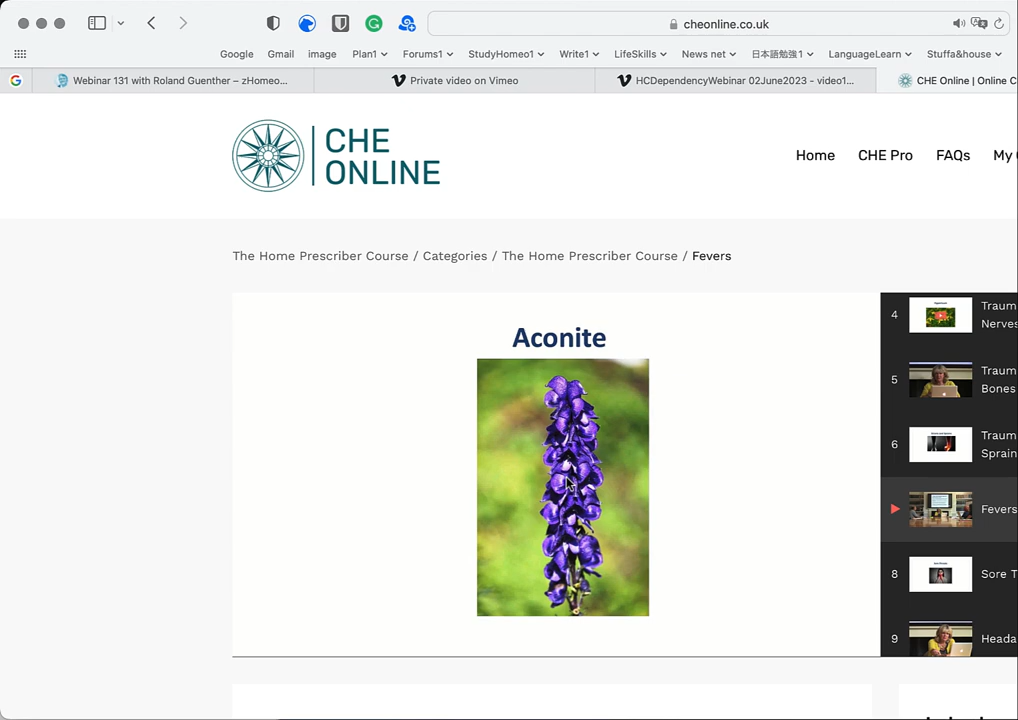 cheonline.co.uk
Google Gmail image Plan1 Forums1 StudyHomeo1 Write1 LifeSkills News net 日本語勉強1 LanguageLearn Stuffa&house
Webinar 131 with Roland Guenther – zHomeo... Private video on Vimeo HCDependencyWebinar 02June2023 - video1... CHE Online | Online C
CHE
ONLINE
Home CHE Pro FAQs My
The Home Prescriber Course / Categories / The Home Prescriber Course / Fevers
Aconite
4 Traum
Nerves
5 Traum
Bones
6 Traum
Sprain
Fevers
8 Sore T
9 Heada